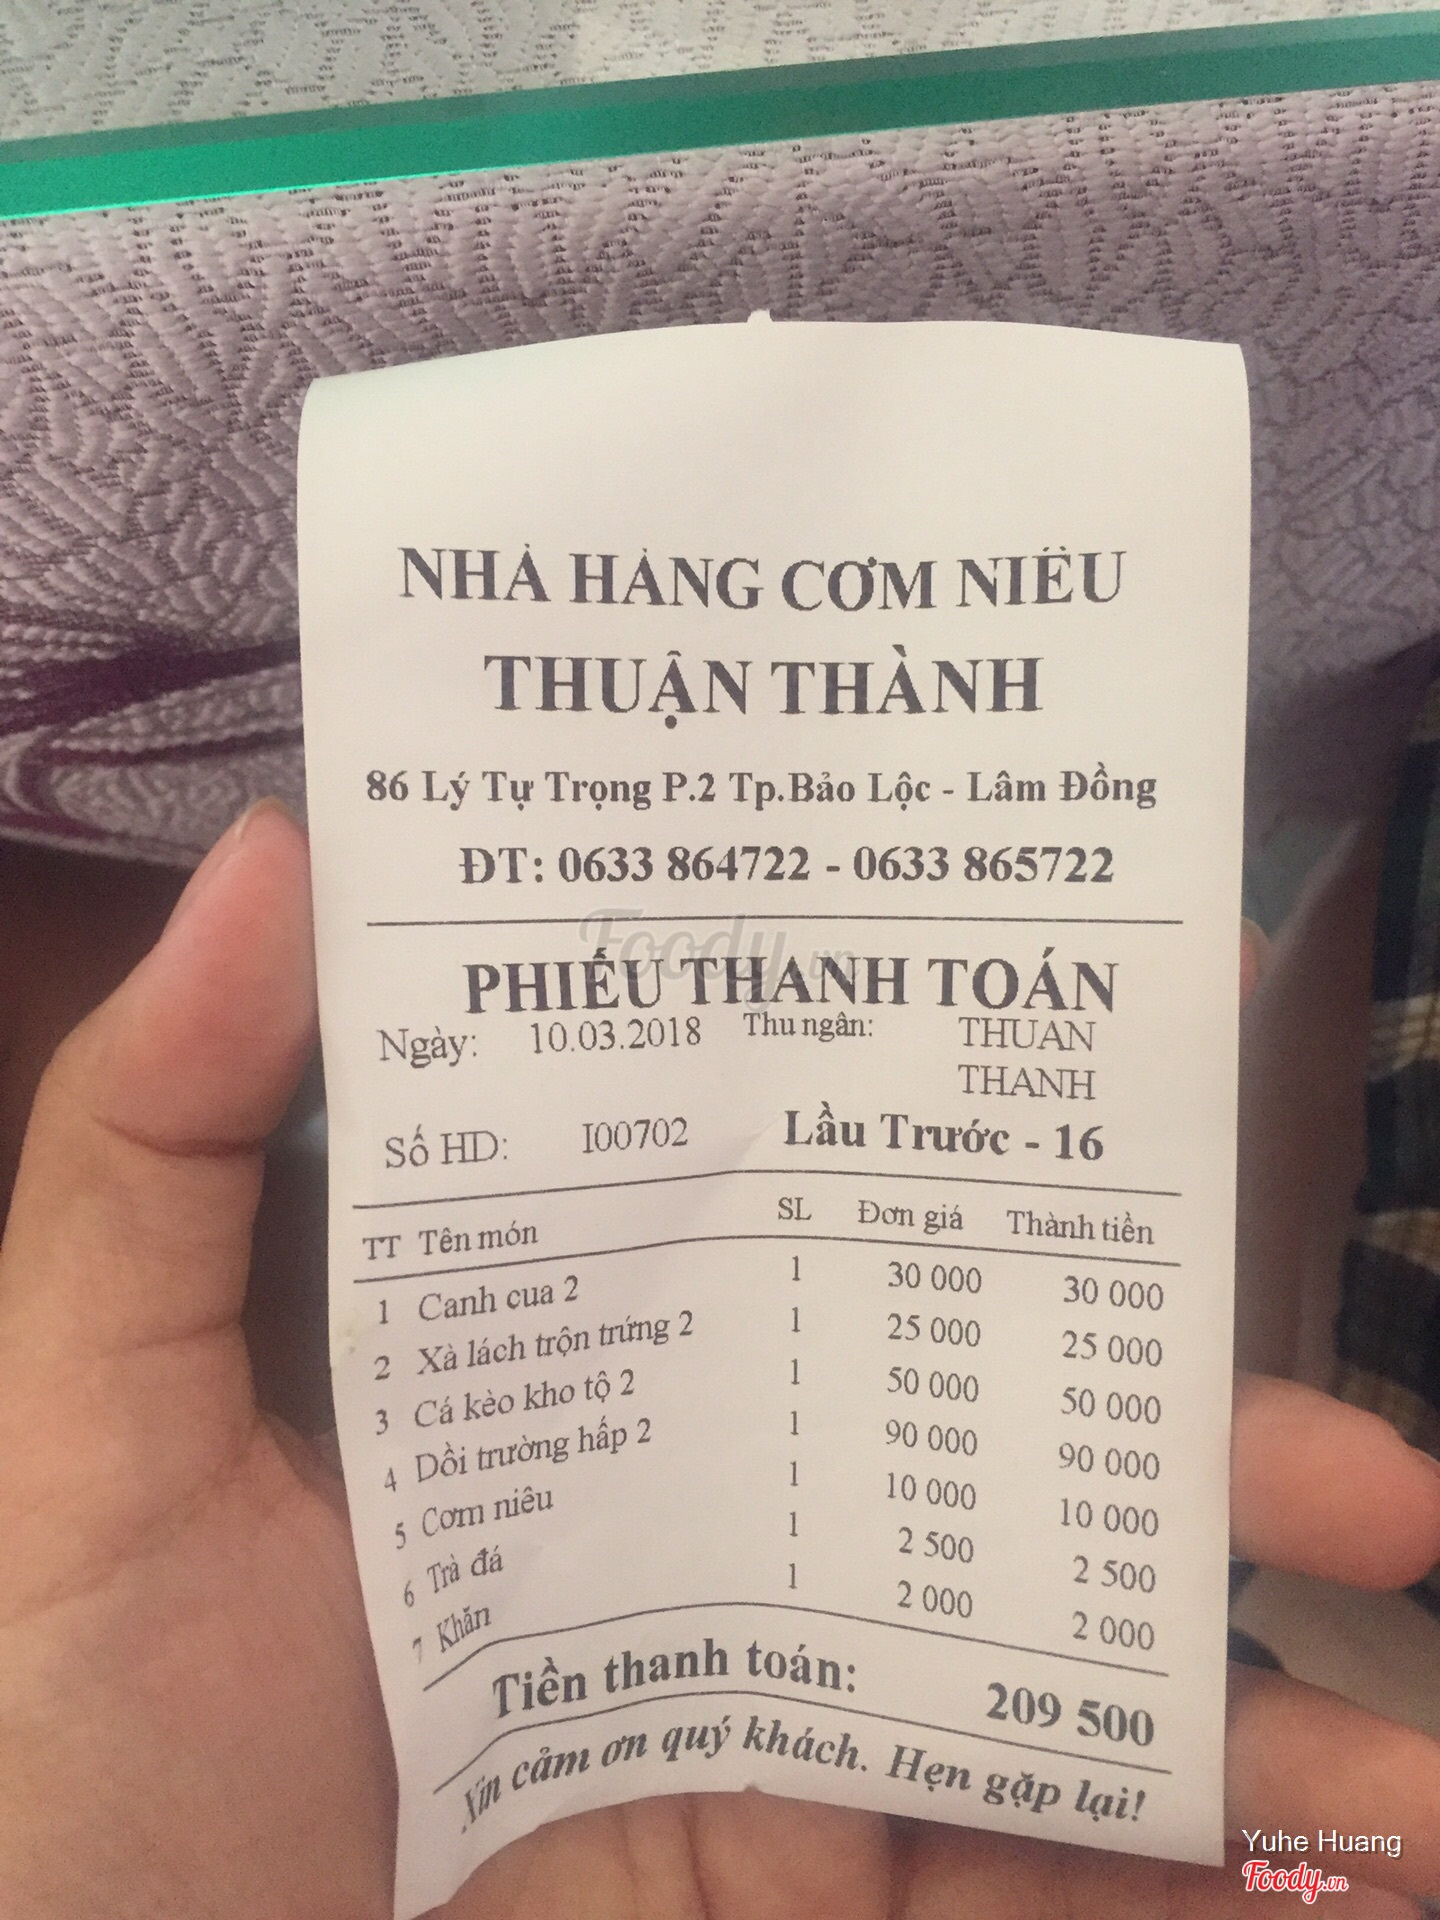 NHÀ HÀNG CƠM NIÊU
THUẬN THÀNH
86 Lý Tự Trọng P.2 Tp.Bảo Lộc - Lâm Đồng
ĐT: 0633 864722 - 0633 865722
PHIẾU THANH TOÁN
Ngày: 10.03.2018 Thu ngân: THUAN
THANH
Số HD: I00702 Lầu Trước - 16
TT Tên món SL Đơn giá Thành tiền
1 Canh cua 2 1 30 000 30 000
2 Xà lách trộn trứng 2 1 25 000 25 000
3 Cá kèo kho tộ 2 1 50 000 50 000
4 Dồi trường hấp 2 1 90 000 90 000
5 Cơm niêu 1 10 000 10 000
6 Trà đá 1 2 500 2 500
7 Khăn 1 2 000 2 000
Tiền thanh toán: 209 500
Xin cảm ơn quý khách. Hẹn gặp lại!
Foody.vn
Yuhe Huang
Foody.vn